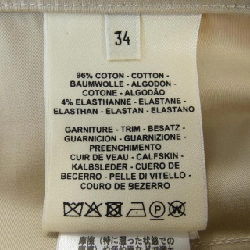 34
96% COTON - COTTON -
BAUMWOLLE - ALGODON -
COTONE - ALGODÃO
4% ELASTHANNE - ELASTANE -
ELASTHAN - ELASTAN - ELASTANO
GARNITURE - TRIM - BESATZ -
GUARNICIÓN - GUARNIZIONE -
PREENCHIMENTO
CUIR DE VEAU - CALFSKIN -
KALBSLEDER - CUERO DE
BECERRO - PELLE DI VITELLO -
COURO DE BEZERRO
P